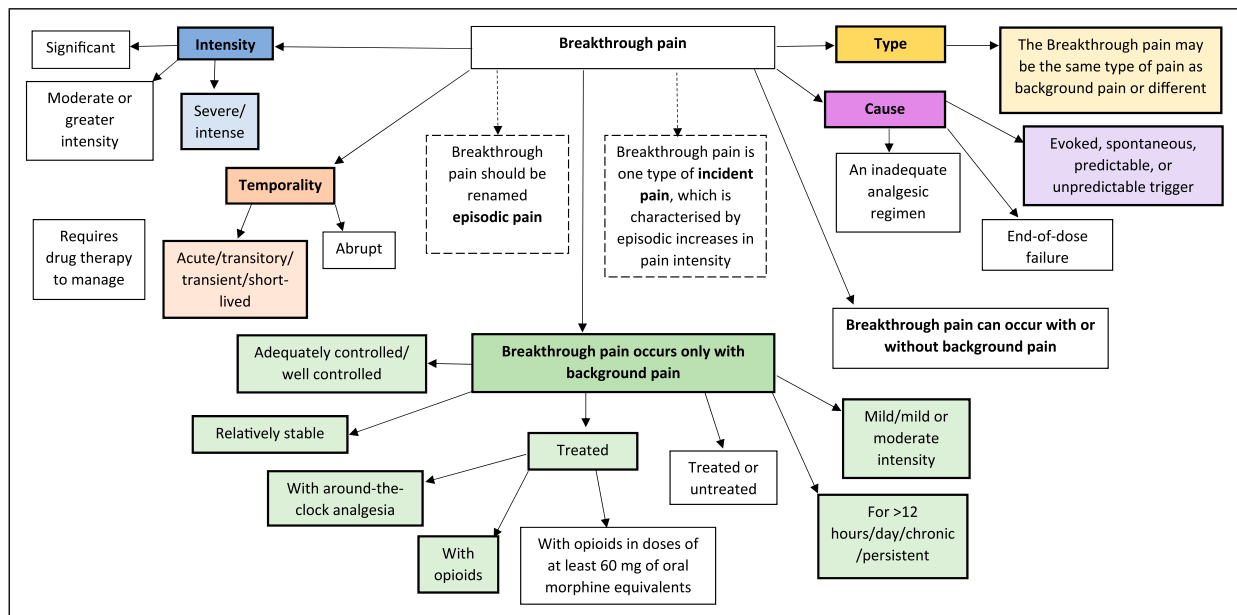 Breakthrough pain
Intensity
Significant
Moderate or
greater
intensity
Severe/
intense
Type
The Breakthrough pain may
be the same type of pain as
background pain or different
Cause
Evoked, spontaneous,
predictable, or
unpredictable trigger
An inadequate
analgesic
regimen
End-of-dose
failure
Breakthrough
pain should be
renamed
episodic pain
Breakthrough pain is
one type of incident
pain, which is
characterised by
episodic increases in
pain intensity
Temporality
Abrupt
Acute/transitory/
transient/short-
lived
Requires
drug therapy
to manage
Breakthrough pain can occur with or
without background pain
Breakthrough pain occurs only with
background pain
Adequately controlled/
well controlled
Relatively stable
Treated
With around-the-
clock analgesia
With
opioids
With opioids in doses of
at least 60 mg of oral
morphine equivalents
Treated or
untreated
Mild/mild or
moderate
intensity
For >12
hours/day/chronic
/persistent